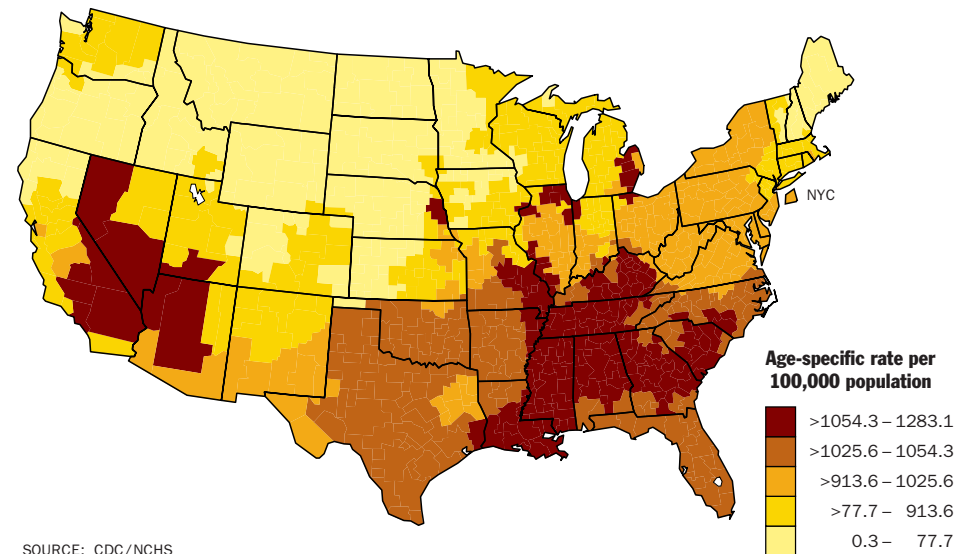 NYC
Age-specific rate per
100,000 population
>1054.3 – 1283.1
>1025.6 – 1054.3
>913.6 – 1025.6
>77.7 – 913.6
0.3 – 77.7
SOURCE: CDC/NCHS